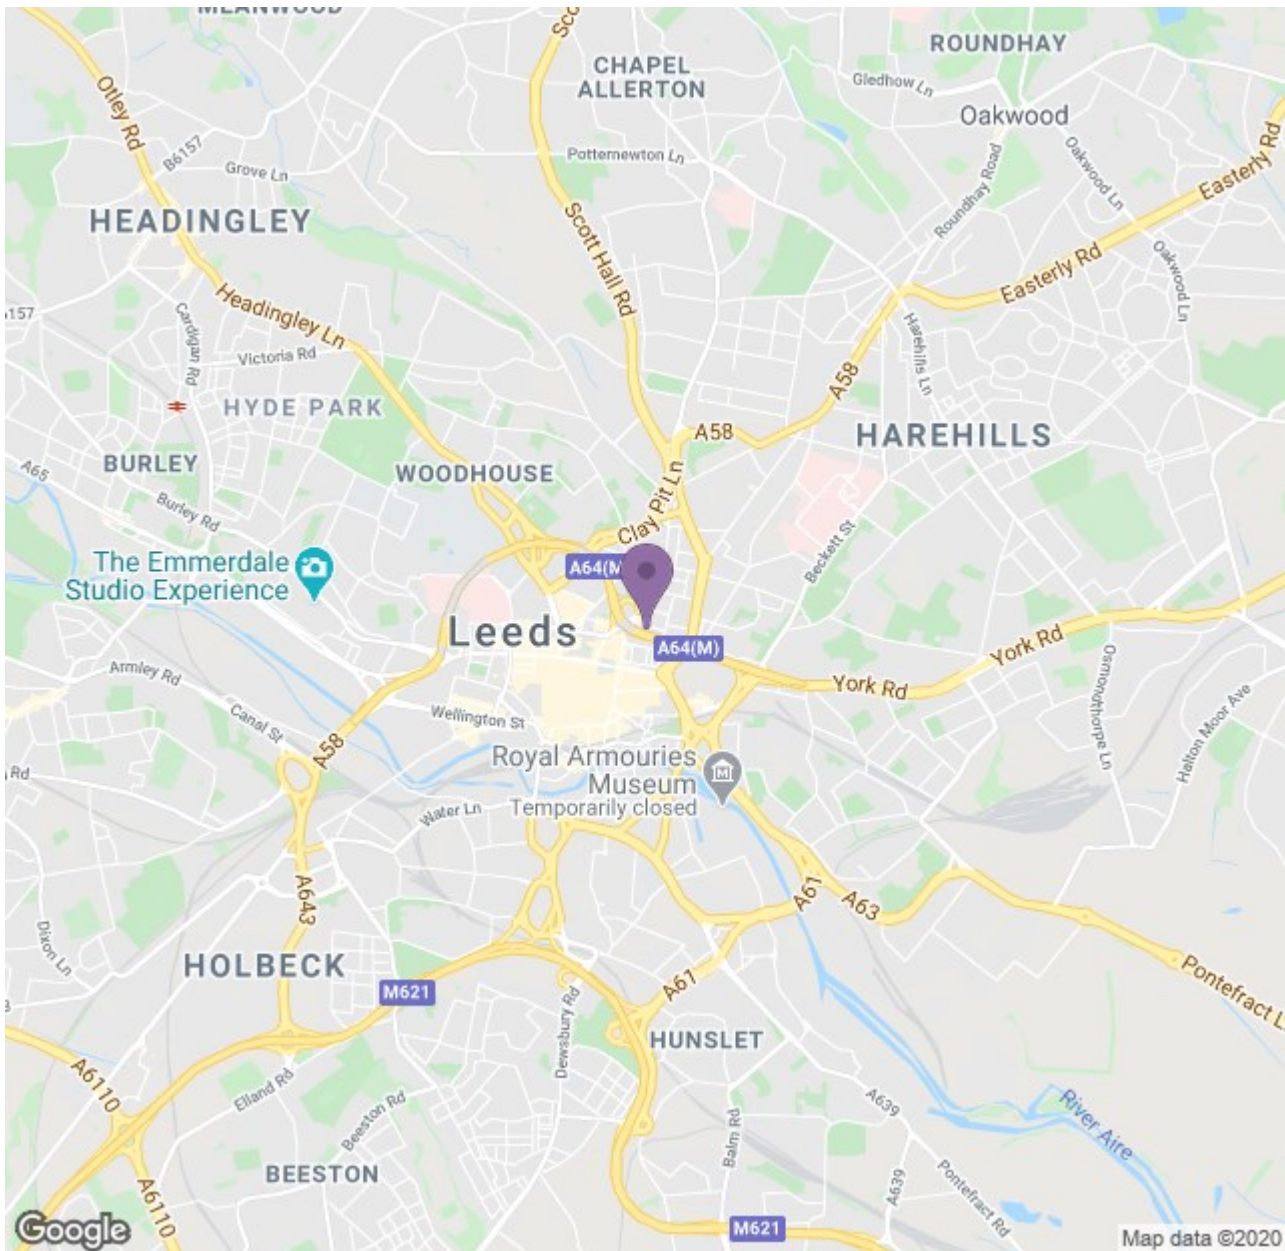 MEANWOOD
Sco
ROUNDHAY
CHAPEL
ALLERTON
Gledhow Ln
Otley Rd
Oakwood
B6157
Potternewton Ln
Oakwood Ln
Roundhay Road
Easterly Rd
Grove Ln
HEADINGLEY
Scott Hall Rd
Easterly Rd
Oakwood Ln
Headingley Ln
6157
Cardigan Rd
Victoria Rd
Harehills Ln
A58
HYDE PARK
A58
HAREHILLS
BURLEY
A65
WOODHOUSE
Burley Rd
Clay Pit Ln
Beckett St
The Emmerdale
Studio Experience
A64(M
Leeds
A64(M)
York Rd
Armley Rd
York Rd
Osmondthorpe Ln
Halton Moor Ave
Canal St
Wellington St
A58
Royal Armouries
Museum
Temporarily closed
Rd
Water Ln
A643
A61
A63
Dixon Ln
HOLBECK
M621
A61
Pontefract L
Dewsbury Rd
HUNSLET
A6110
Elland Rd
Beeston Rd
A639
River Aire
Balm Rd
BEESTON
A639
Pontefract Rd
A6110
M621
Google
Map data ©2020